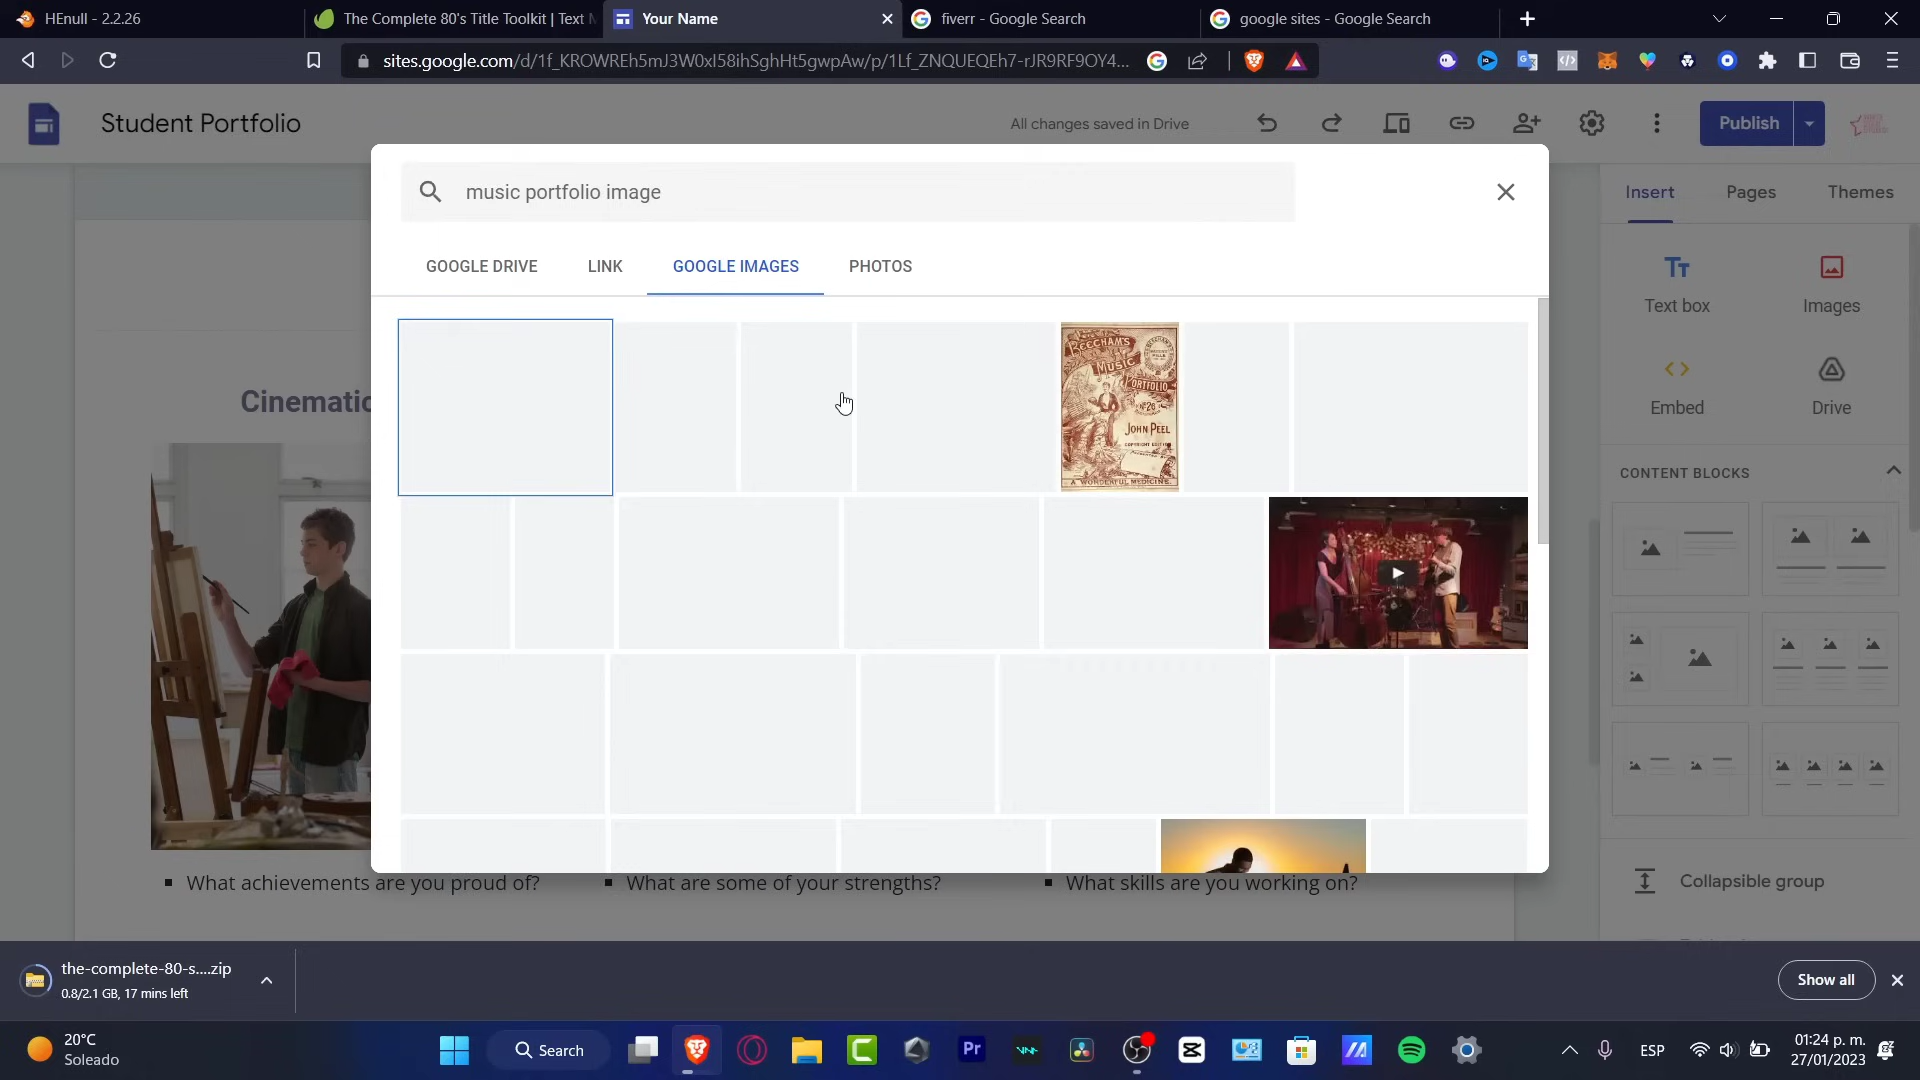 HEnull - 2.2.26
The Complete 80's Title Toolkit | Text
Your Name
fiverr - Google Search
google sites - Google Search
sites.google.com/d/1f_KROWREh5mJ3W0xI58ihSghHt5gwpAw/p/1Lf_ZNQUEQEh7-rJR9RF9OY4...
Student Portfolio
All changes saved in Drive
Publish
music portfolio image
GOOGLE DRIVE
LINK
GOOGLE IMAGES
PHOTOS
Insert
Pages
Themes
Text box
Images
Embed
Drive
CONTENT BLOCKS
Collapsible group
Cinematic
BEECHAM'S
MUSIC
PORTFOLIO
Nº26
JOHN PEEL
A WONDERFUL MEDICINE.
What achievements are you proud of?
What are some of your strengths?
What skills are you working on?
the-complete-80-s....zip
0.8/2.1 GB, 17 mins left
Show all
20°C
Soleado
Search
Pr
ESP
01:24 p. m.
27/01/2023